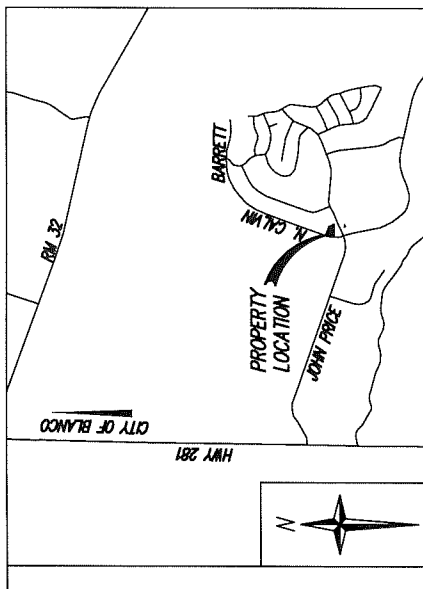 RM 32
BARRETT
N. CALVIN
PROPERTY
LOCATION
JOHN PRICE
CITY OF BLANCO
HWY 281
N